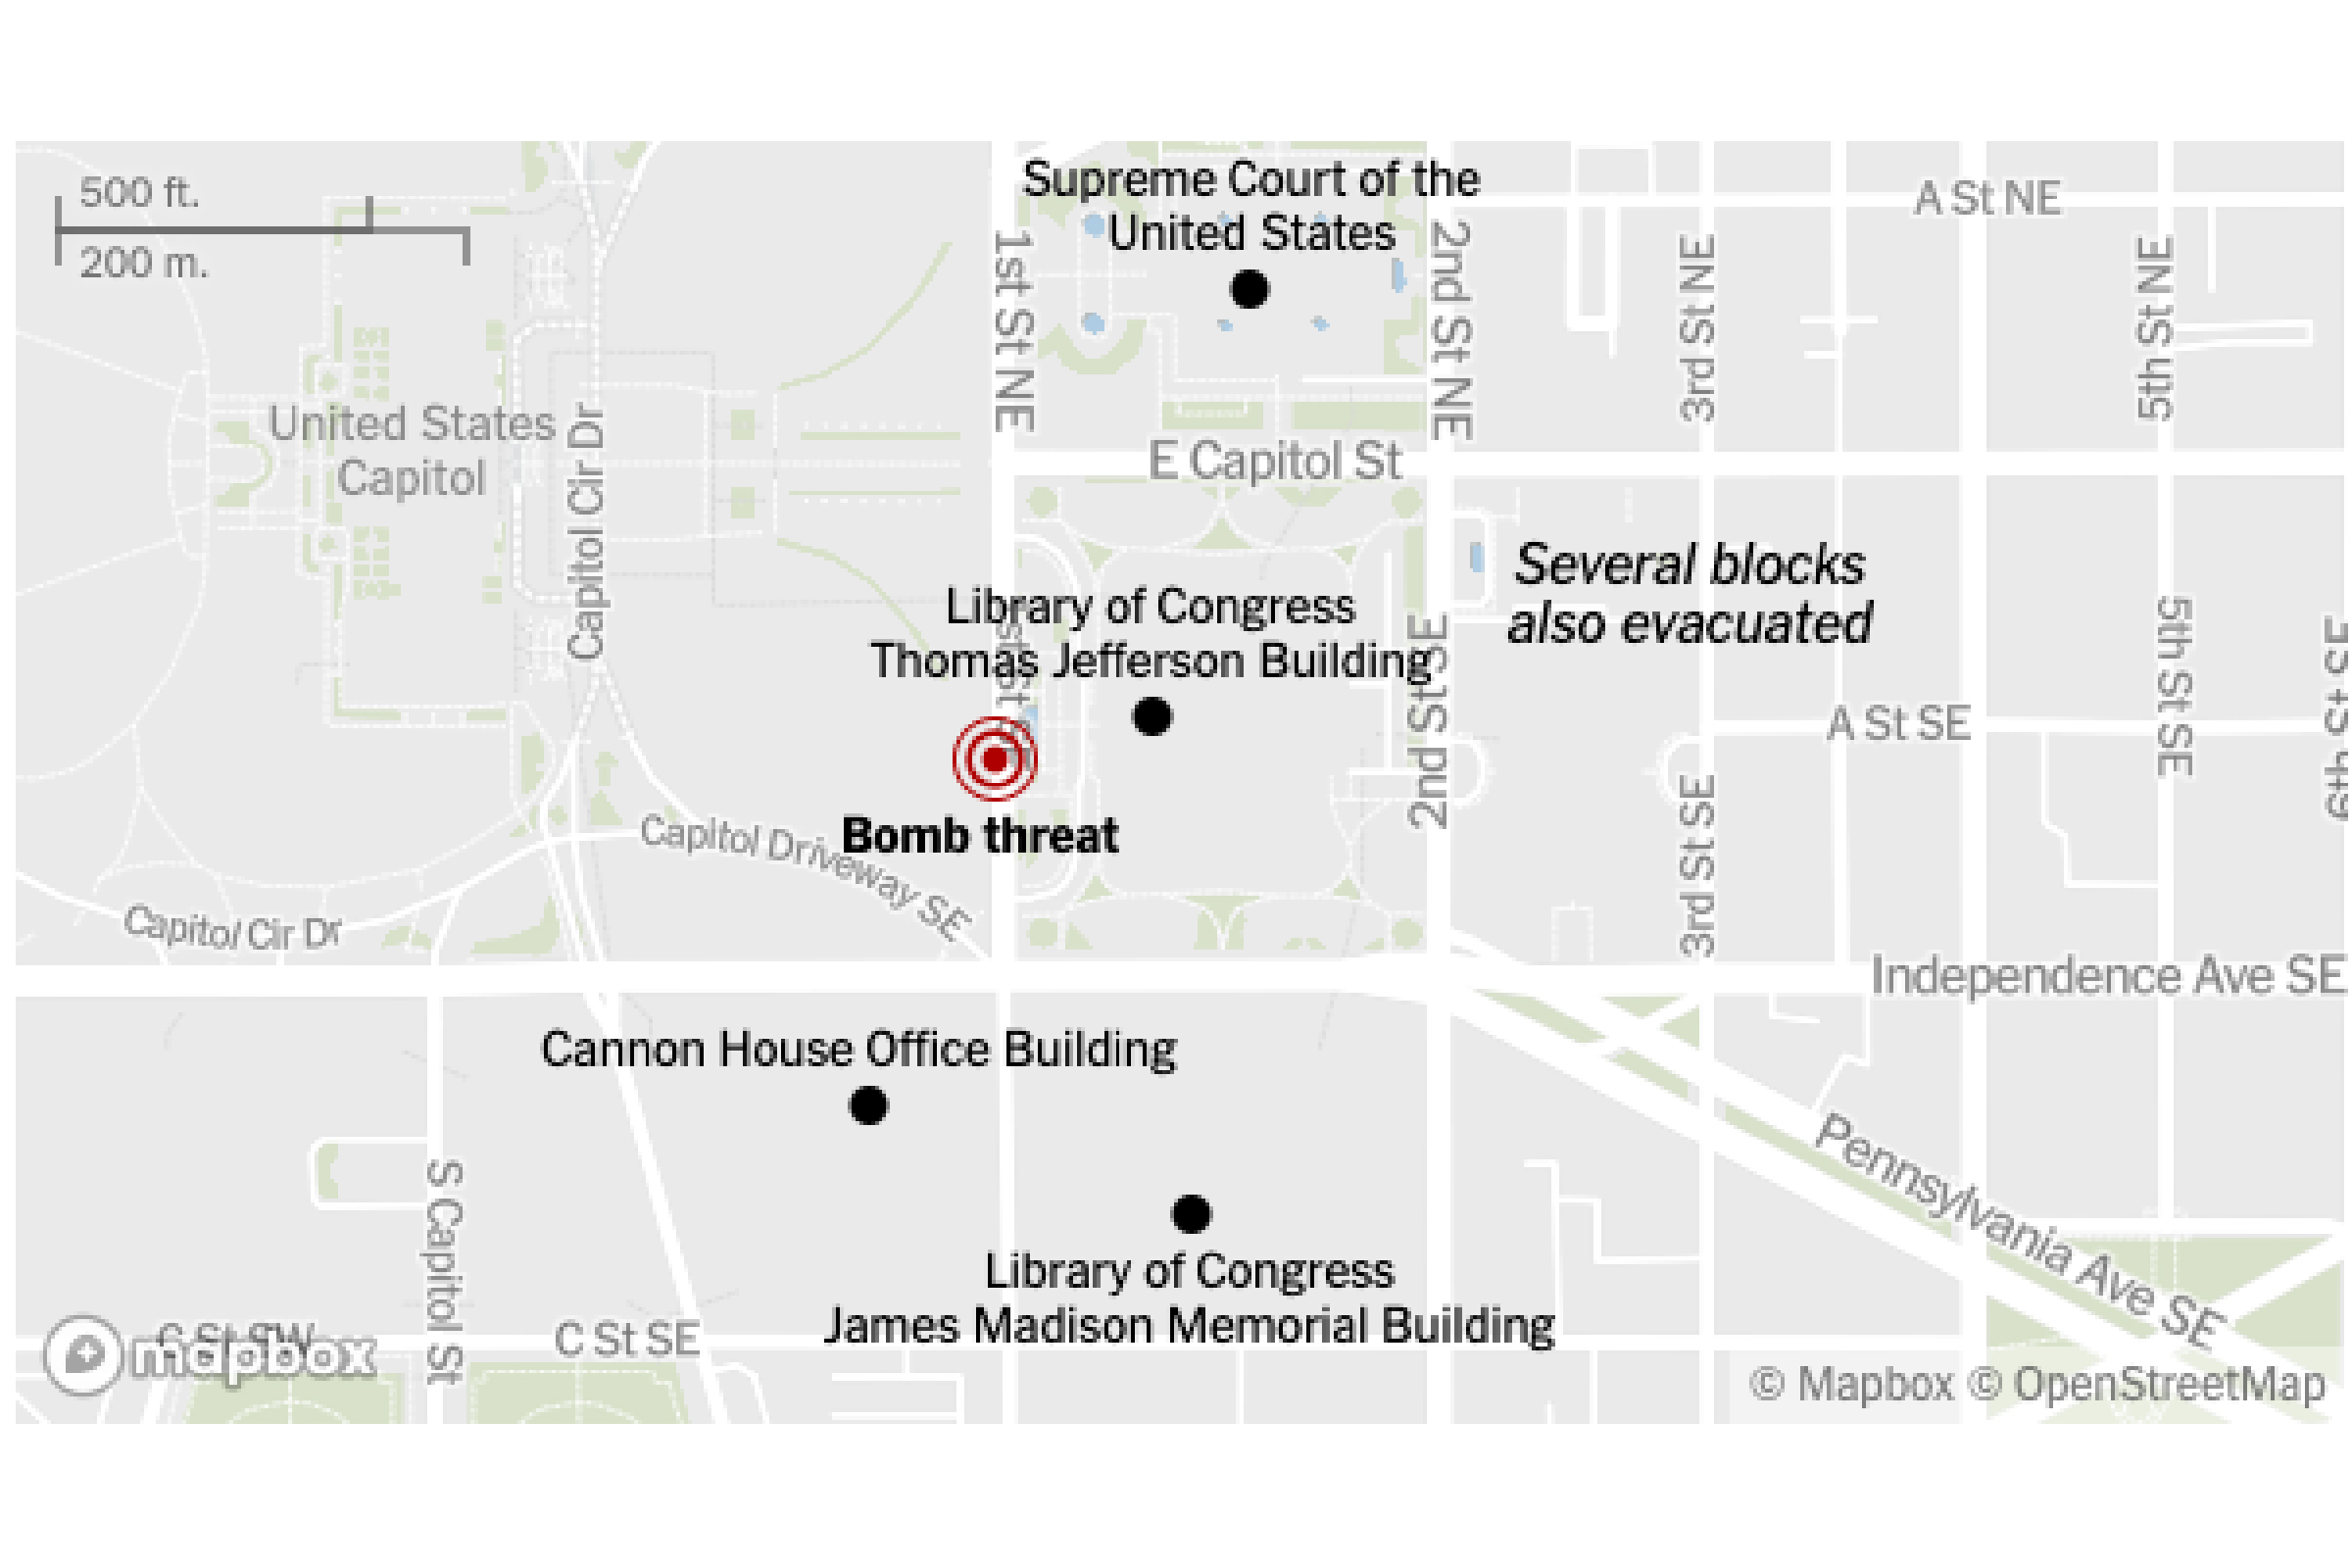 500 ft.
200 m.
Supreme Court of the
United States
A St NE
1st St NE
2nd St NE
3rd St NE
5th St NE
United States
Capitol
Capitol Cir Dr
E Capitol St
Several blocks
also evacuated
Library of Congress
Thomas Jefferson Building
St
2nd St SE
5th St SE
A St SE
Bomb threat
Capitol Driveway SE
3rd St SE
Capitol Cir Dr
Independence Ave SE
Cannon House Office Building
Pennsylvania Ave SE
S Capitol St
Library of Congress
James Madison Memorial Building
C St SW
mapbox
C St SE
© Mapbox © OpenStreetMap